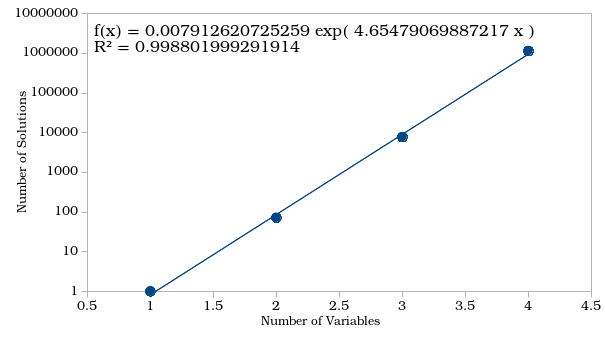 f(x) = 0.007912620725259 exp( 4.65479069887217 x )
R² = 0.998801999291914
10000000
1000000
100000
10000
1000
100
10
1
Number of Solutions
0.5 1 1.5 2 2.5 3 3.5 4 4.5
Number of Variables